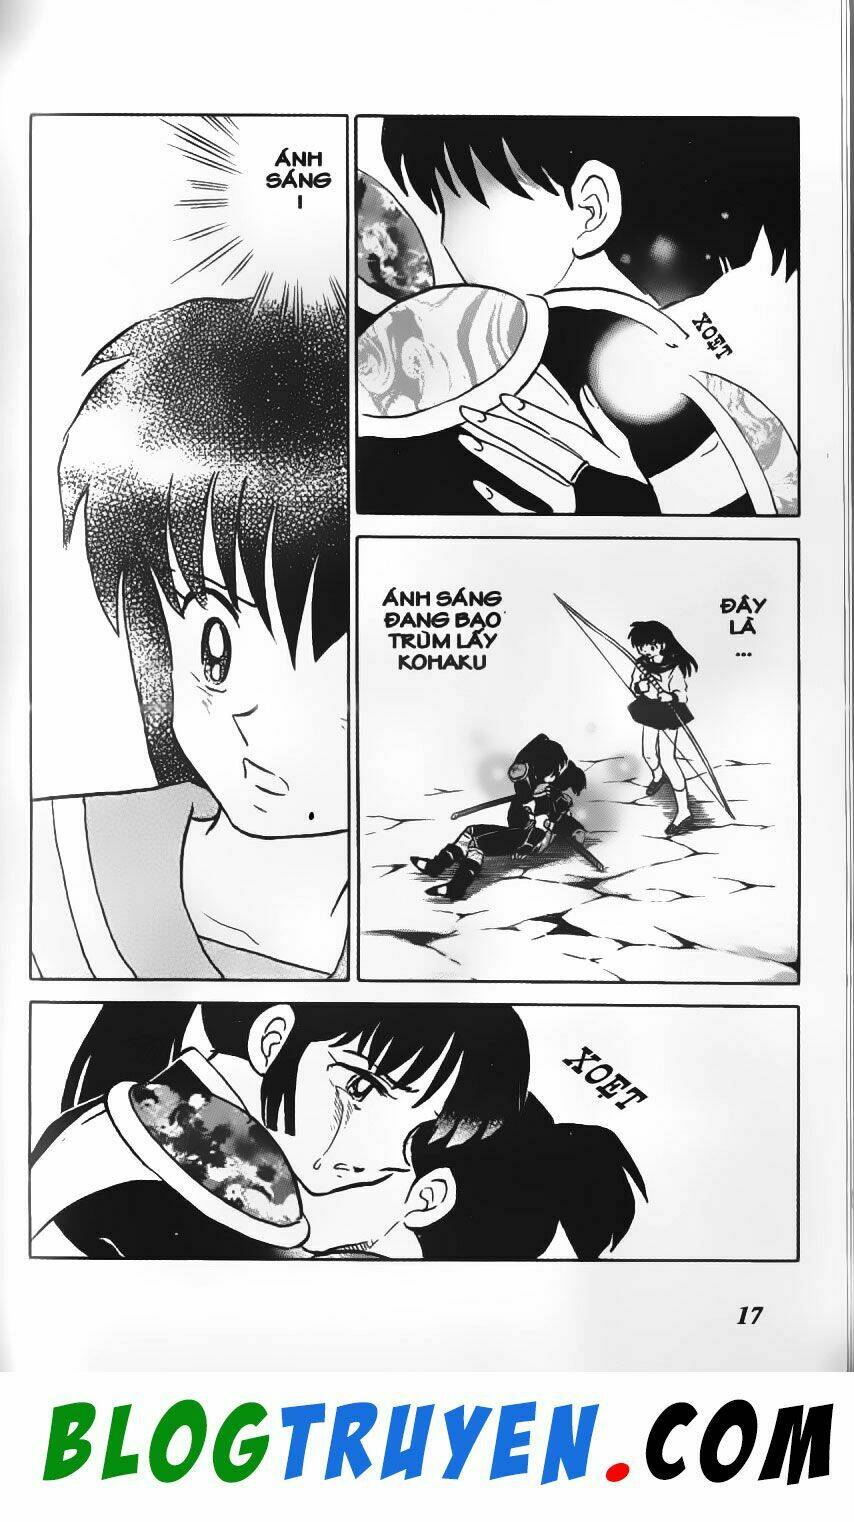 XOẸT
ÁNH
SÁNG
!
ĐÂY
LÀ
...
ÁNH SÁNG
ĐANG BAO
TRÙM LẤY
KOHAKU
XOẸT
17
BLOGTRUYEN.COM